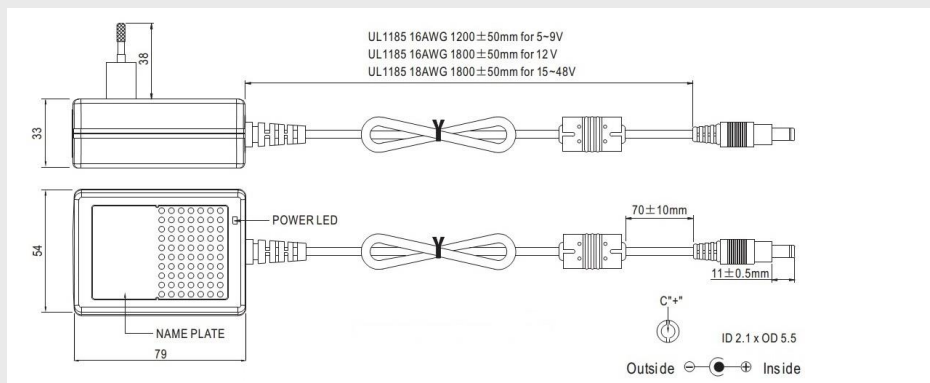 UL1185 16AWG 1200±50mm for 5~9V
UL1185 16AWG 1800±50mm for 12V
UL1185 18AWG 1800±50mm for 15~48V
38
33
54
POWER LED
70±10mm
11±0.5mm
NAME PLATE
79
C"+"
ID 2.1 x OD 5.5
Outside - + Inside